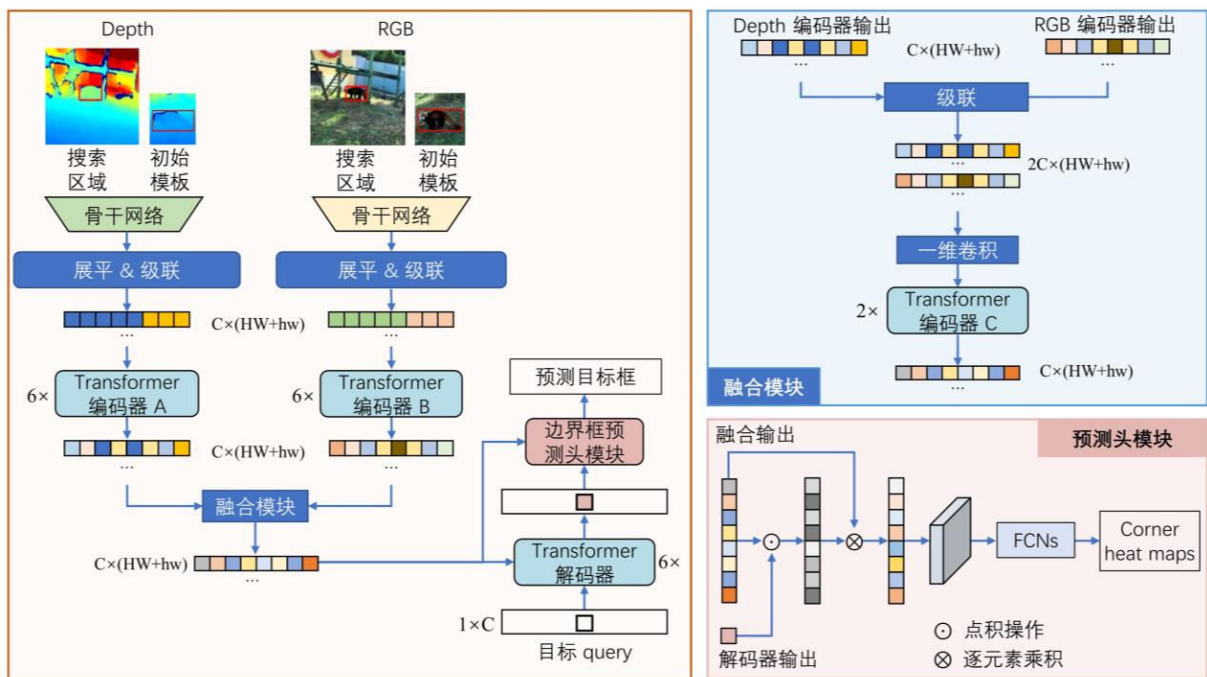 Depth
RGB
搜索
区域
初始
模板
搜索
区域
初始
模板
骨干网络
骨干网络
展平 & 级联
展平 & 级联
C×(HW+hw)
...
...
6×
Transformer
编码器 A
6×
Transformer
编码器 B
C×(HW+hw)
...
...
融合模块
C×(HW+hw)
...
预测目标框
边界框预
测头模块
Transformer
解码器
6×
1×C
目标 query
Depth 编码器输出
RGB 编码器输出
C×(HW+hw)
...
...
级联
...
2C×(HW+hw)
...
一维卷积
2×
Transformer
编码器 C
C×(HW+hw)
...
融合模块
融合输出
预测头模块
FCNs
Corner
heat maps
解码器输出
⊙ 点积操作
⊗ 逐元素乘积